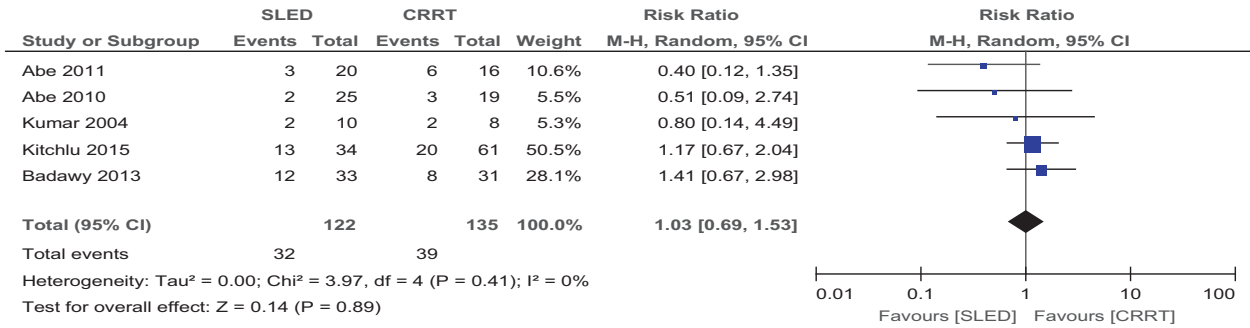 SLED CRRT Risk Ratio Risk Ratio
Study or Subgroup Events Total Events Total Weight M-H, Random, 95% CI M-H, Random, 95% CI
Abe 2011 3 20 6 16 10.6% 0.40 [0.12, 1.35]
Abe 2010 2 25 3 19 5.5% 0.51 [0.09, 2.74]
Kumar 2004 2 10 2 8 5.3% 0.80 [0.14, 4.49]
Kitchlu 2015 13 34 20 61 50.5% 1.17 [0.67, 2.04]
Badawy 2013 12 33 8 31 28.1% 1.41 [0.67, 2.98]
Total (95% CI) 122 135 100.0% 1.03 [0.69, 1.53]
Total events 32 39
Heterogeneity: Tau² = 0.00; Chi² = 3.97, df = 4 (P = 0.41); I² = 0%
Test for overall effect: Z = 0.14 (P = 0.89)
0.01 0.1 1 10 100
Favours [SLED] Favours [CRRT]